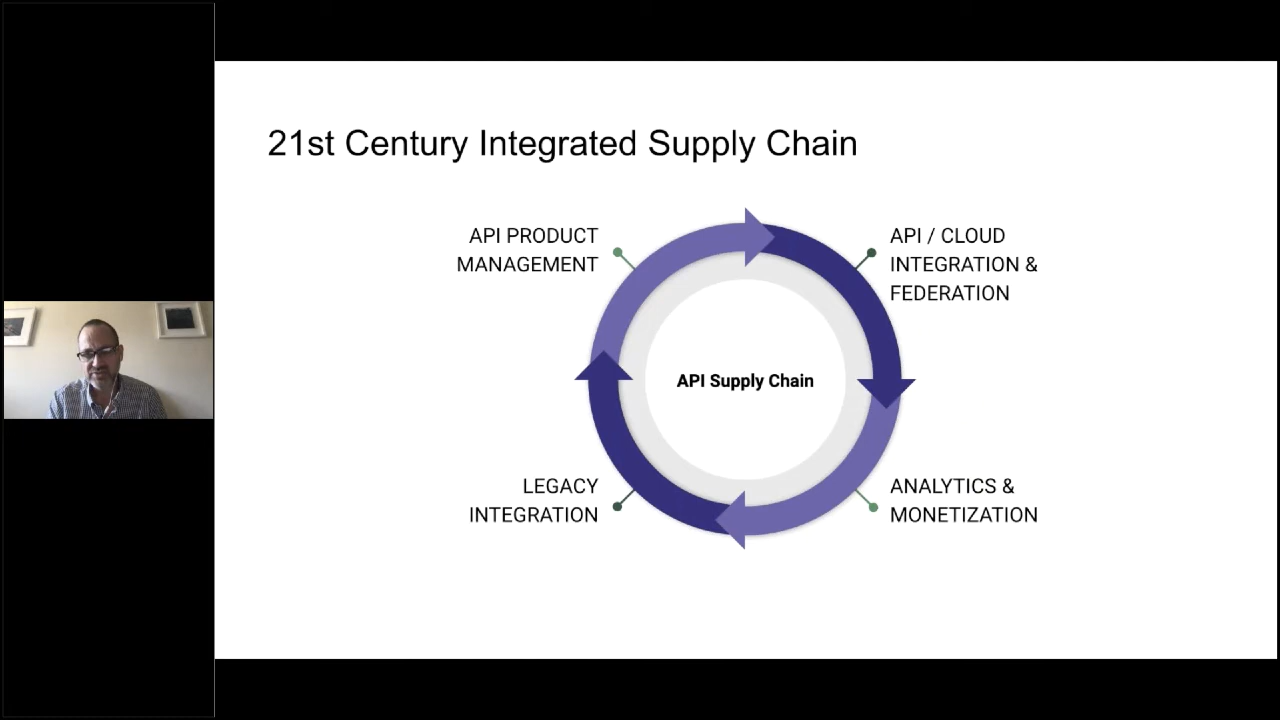 21st Century Integrated Supply Chain
API PRODUCT
MANAGEMENT
API / CLOUD
INTEGRATION &
FEDERATION
API Supply Chain
LEGACY
INTEGRATION
ANALYTICS &
MONETIZATION